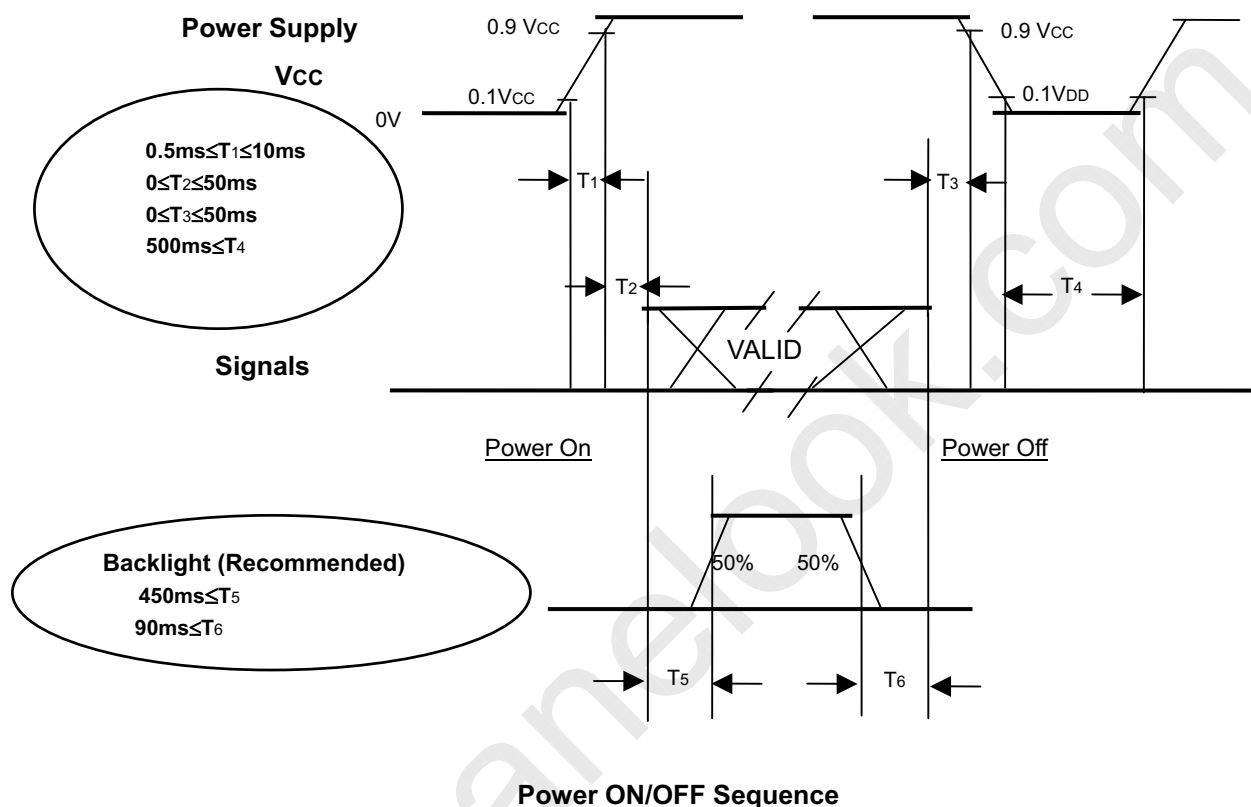 Power Supply
0.9 VCC
0.9 VCC
VCC
0.1VCC
0.1VDD
0V
0.5ms≤T1≤10ms
0≤T2≤50ms
0≤T3≤50ms
500ms≤T4
T1
T3
T2
T4
VALID
Signals
Power On
Power Off
Backlight (Recommended)
450ms≤T5
90ms≤T6
50%
50%
T5
T6
Power ON/OFF Sequence